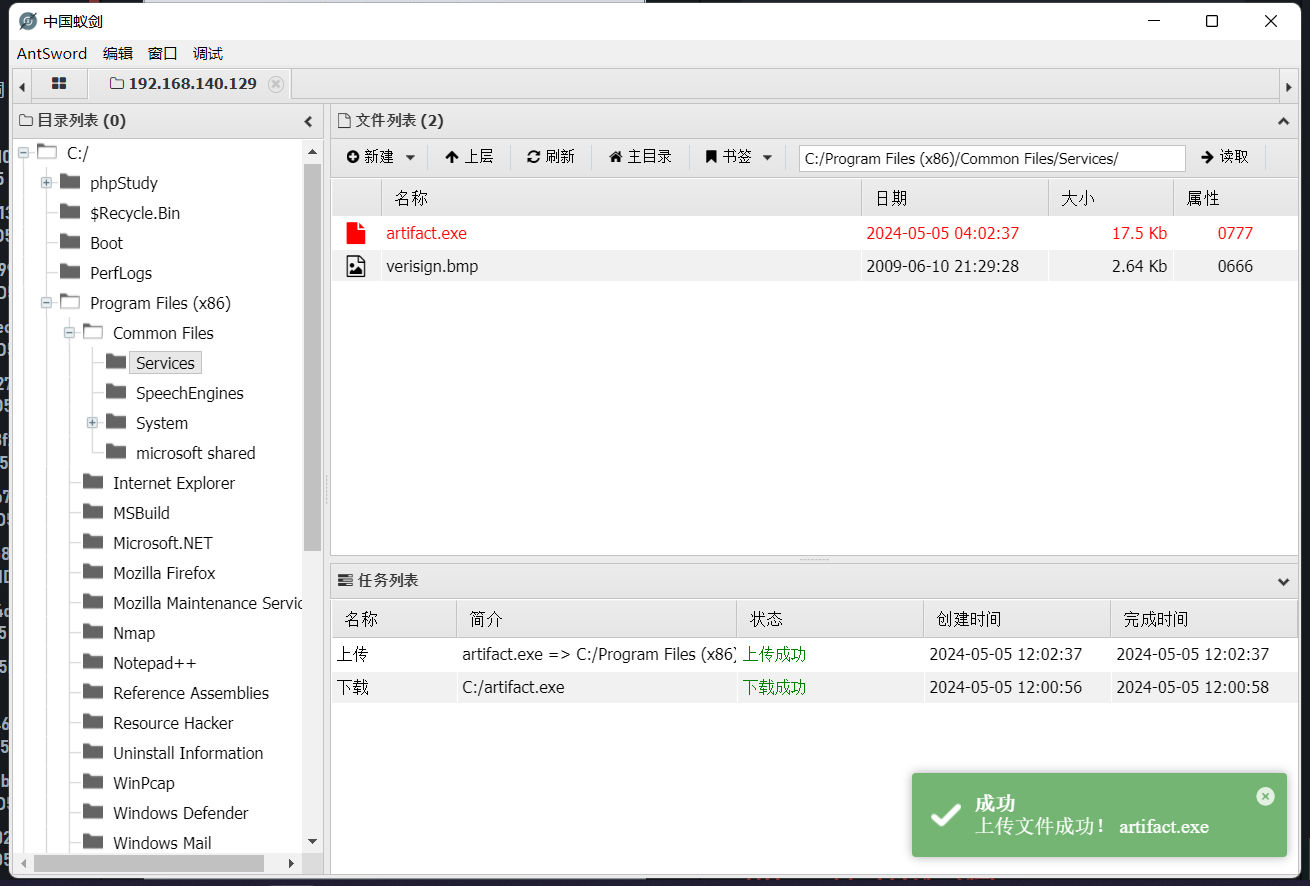 中国蚁剑
AntSword 编辑 窗口 调试
192.168.140.129
目录列表 (0)
C:/
phpStudy
$Recycle.Bin
Boot
PerfLogs
Program Files (x86)
Common Files
Services
SpeechEngines
System
microsoft shared
Internet Explorer
MSBuild
Microsoft.NET
Mozilla Firefox
Mozilla Maintenance Servic
Nmap
Notepad++
Reference Assemblies
Resource Hacker
Uninstall Information
WinPcap
Windows Defender
Windows Mail
文件列表 (2)
新建 上层 刷新 主目录 书签 C:/Program Files (x86)/Common Files/Services/ 读取
名称 日期 大小 属性
artifact.exe 2024-05-05 04:02:37 17.5 Kb 0777
verisign.bmp 2009-06-10 21:29:28 2.64 Kb 0666
任务列表
名称 简介 状态 创建时间 完成时间
上传 artifact.exe => C:/Program Files (x86) 上传成功 2024-05-05 12:02:37 2024-05-05 12:02:37
下载 C:/artifact.exe 下载成功 2024-05-05 12:00:56 2024-05-05 12:00:58
成功
上传文件成功！ artifact.exe